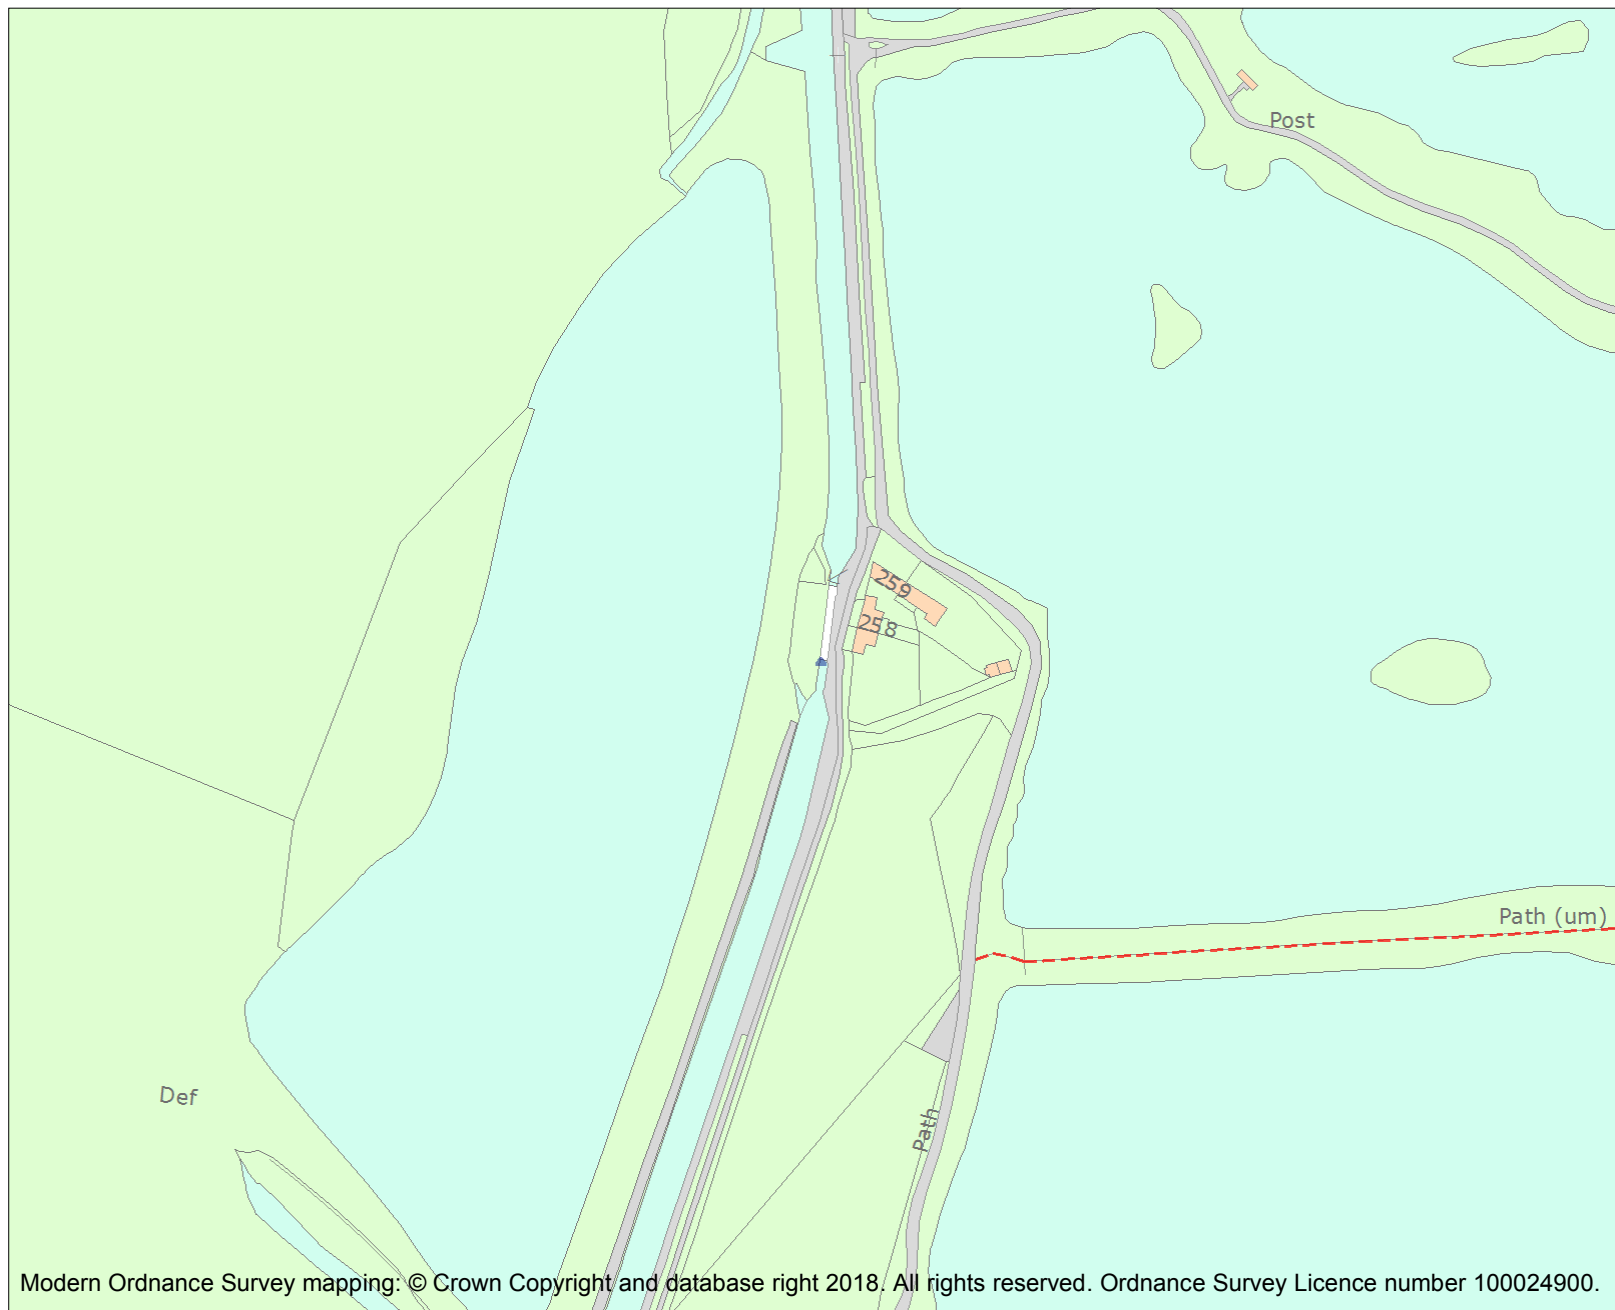 Post
259
258
Path (um)
Def
Path
Modern Ordnance Survey mapping: © Crown Copyright and database right 2018. All rights reserved. Ordnance Survey Licence number 100024900.